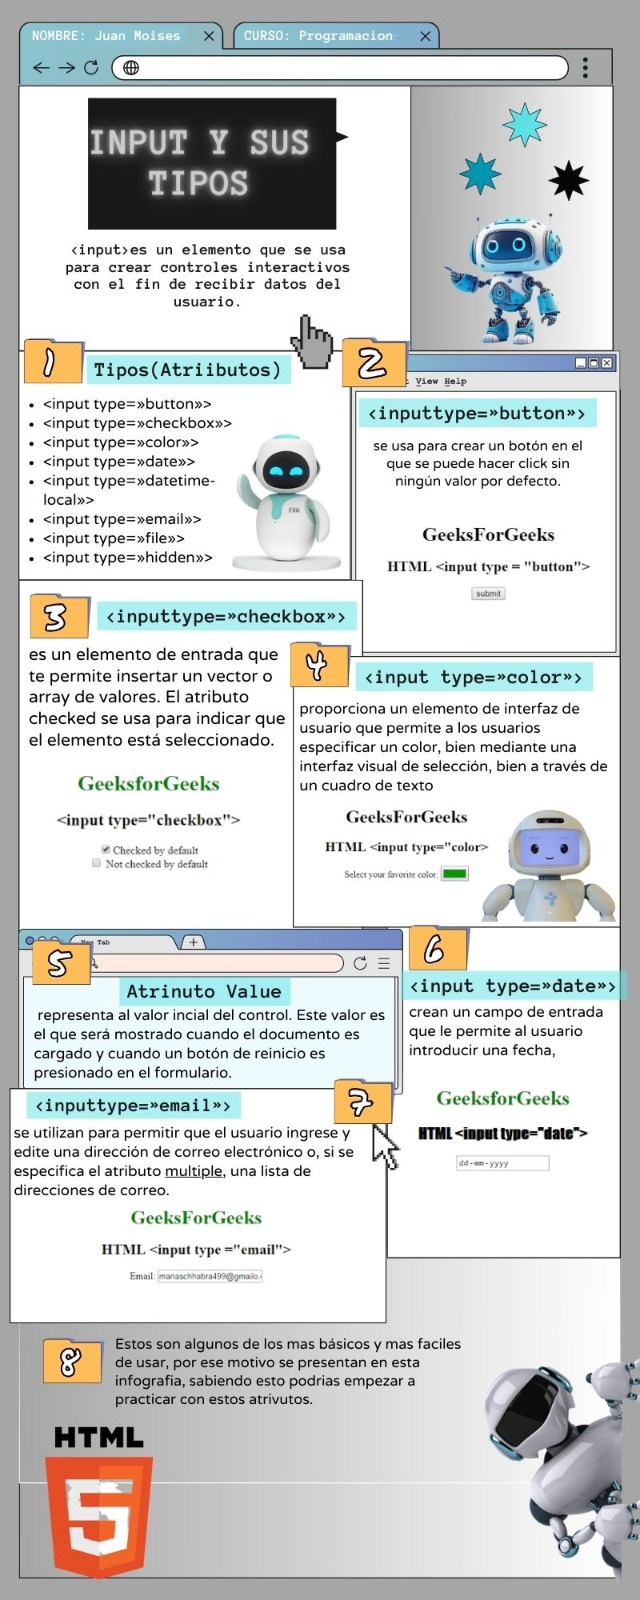 NOMBRE: Juan Moises
CURSO: Programacion
INPUT Y SUS
TIPOS
<input>es un elemento que se usa
para crear controles interactivos
con el fin de recibir datos del
usuario.
1
Tipos(Atriibutos)
<input type=»button»>
<input type=»checkbox»>
<input type=»color»>
<input type=»date»>
<input type=»datetime-
local»>
<input type=»email»>
<input type=»file»>
<input type=»hidden»>
Eilik
2
View Help
<inputtype=»button»>
se usa para crear un botón en el
que se puede hacer click sin
ningún valor por defecto.
GeeksForGeeks
HTML <input type = "button">
submit
3
<inputtype=»checkbox»>
es un elemento de entrada que
te permite insertar un vector o
array de valores. El atributo
checked se usa para indicar que
el elemento está seleccionado.
GeeksforGeeks
<input type="checkbox">
Checked by default
Not checked by default
4
<input type=»color»>
proporciona un elemento de interfaz de
usuario que permite a los usuarios
especificar un color, bien mediante una
interfaz visual de selección, bien a través de
un cuadro de texto
GeeksForGeeks
HTML <input type="color>
Select your favorite color:
5
Tab
Atrinuto Value
representa al valor incial del control. Este valor es
el que será mostrado cuando el documento es
cargado y cuando un botón de reinicio es
presionado en el formulario.
6
<input type=»date»>
crean un campo de entrada
que le permite al usuario
introducir una fecha,
GeeksforGeeks
HTML <input type="date">
dd-mm-yyyy
7
<inputtype=»email»>
se utilizan para permitir que el usuario ingrese y
edite una dirección de correo electrónico o, si se
especifica el atributo multiple, una lista de
direcciones de correo.
GeeksForGeeks
HTML <input type ="email">
Email: manaschhabra499@gmailo.
8
Estos son algunos de los mas básicos y mas faciles
de usar, por ese motivo se presentan en esta
infografia, sabiendo esto podrias empezar a
practicar con estos atrivutos.
HTML
5